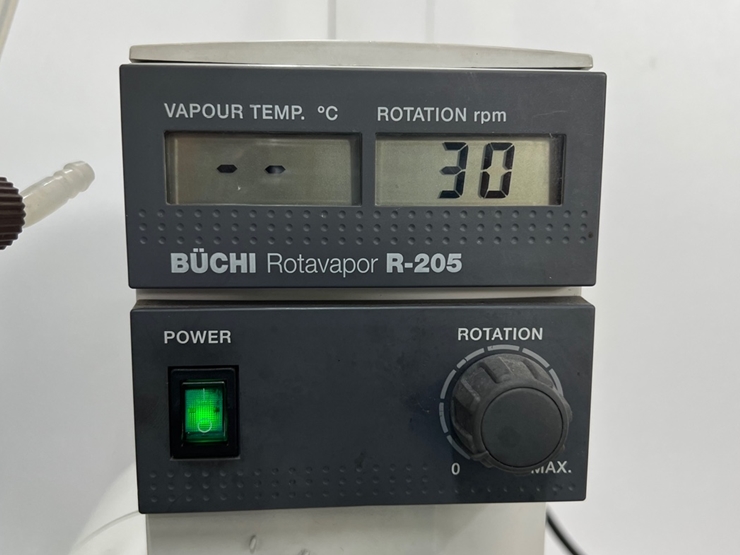 VAPOUR TEMP. °C ROTATION rpm
-- 30
BÜCHI Rotavapor R-205
POWER ROTATION
0 MAX.